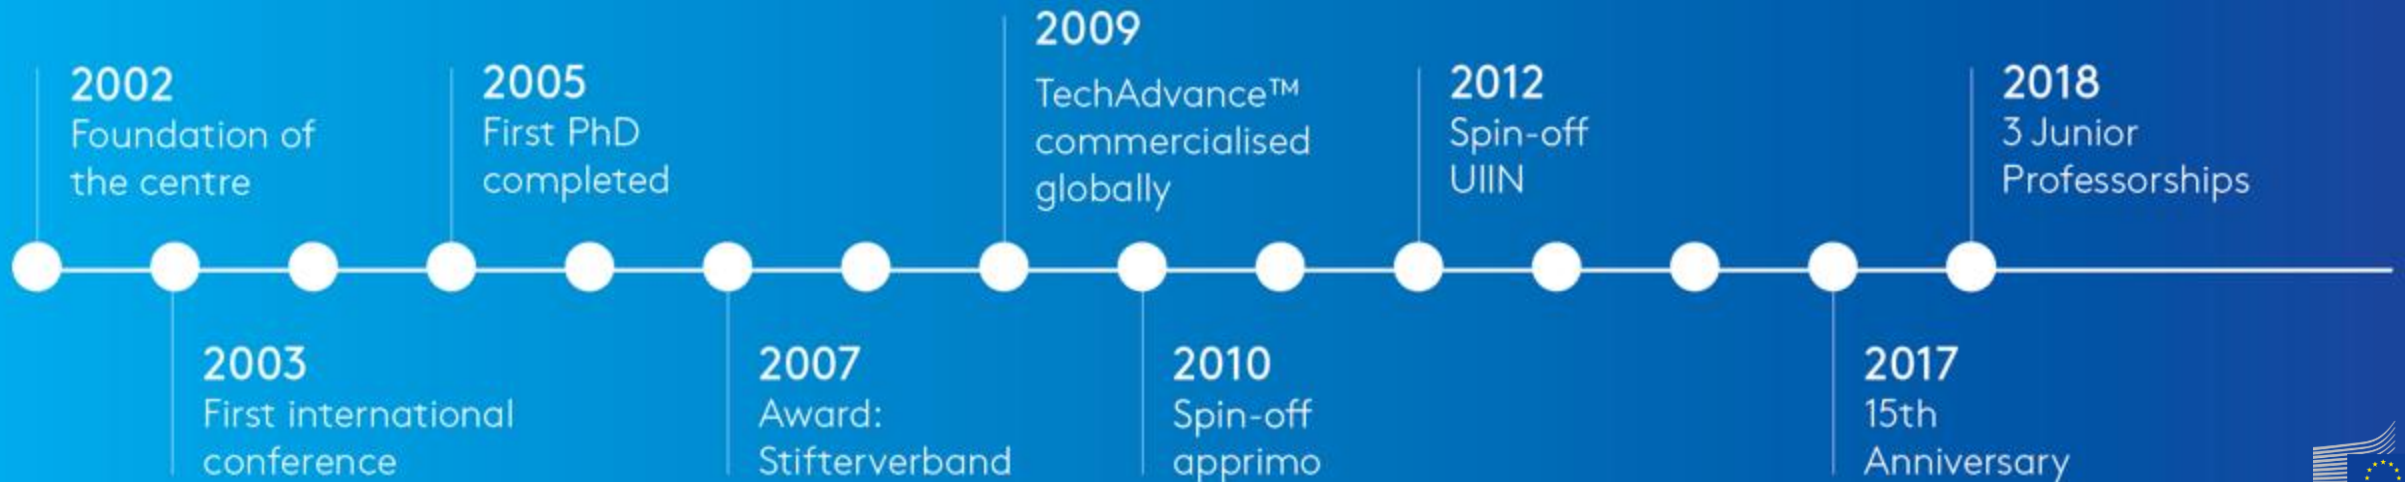 2002
Foundation of
the centre
2003
First international
conference
2005
First PhD
completed
2007
Award:
Stifterverband
2009
TechAdvance™
commercialised
globally
2010
Spin-off
apprimo
2012
Spin-off
UIIN
2017
15th
Anniversary
2018
3 Junior
Professorships